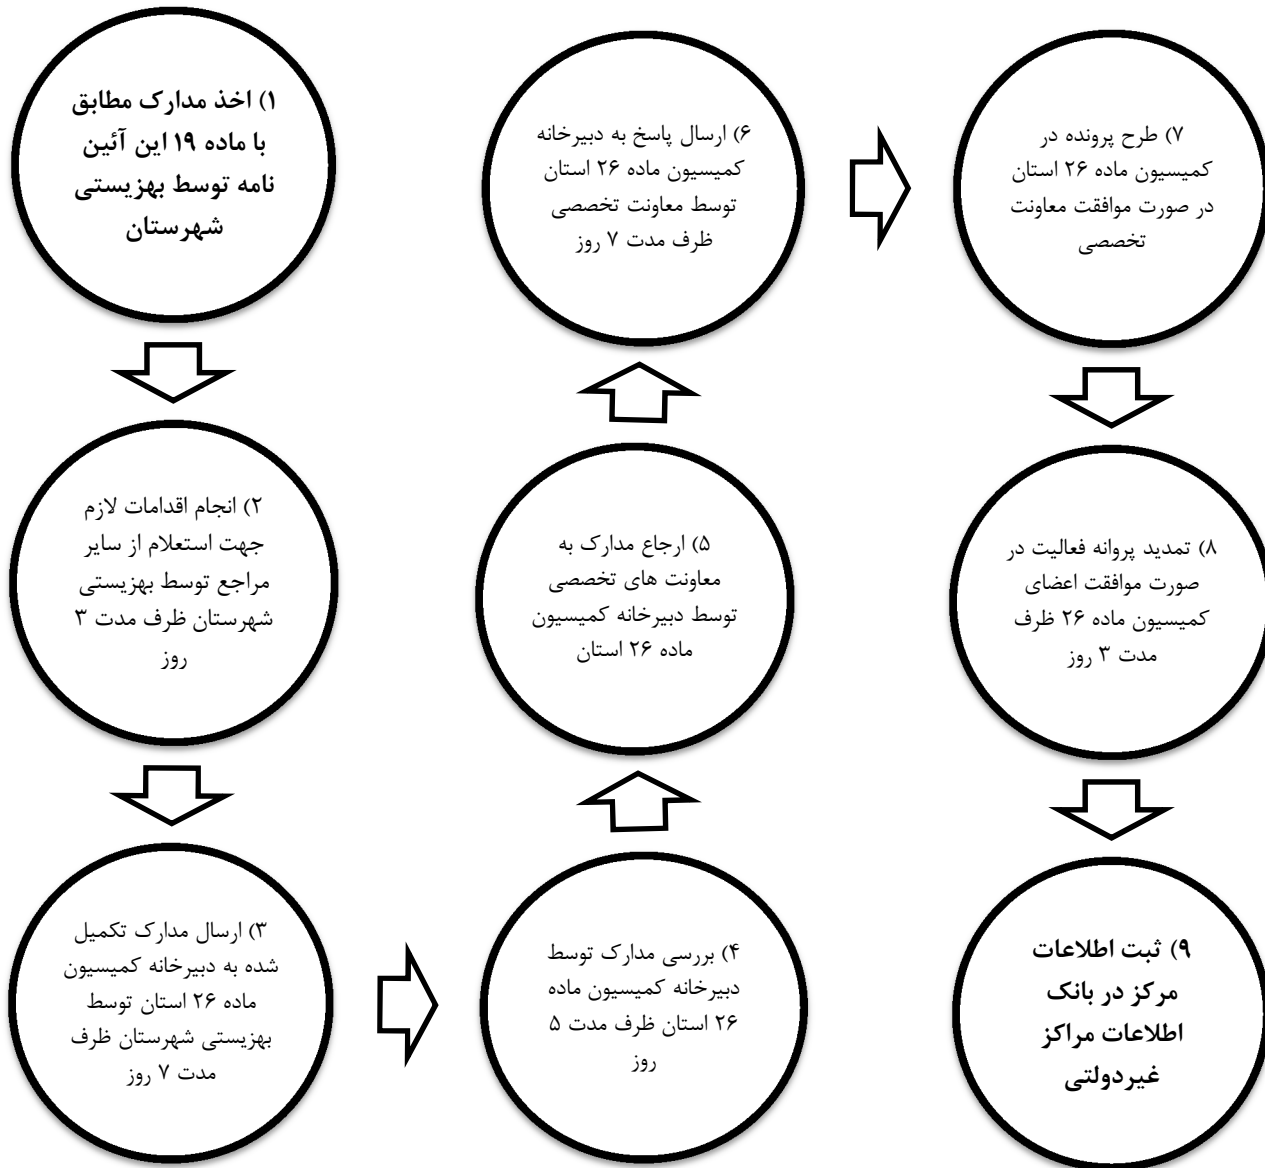 ۱) اخذ مدارک مطابق
با ماده ۱۹ این آئین
نامه توسط بهزیستی
شهرستان
۲) انجام اقدامات لازم
جهت استعلام از سایر
مراجع توسط بهزیستی
شهرستان ظرف مدت ۳
روز
۳) ارسال مدارک تکمیل
شده به دبیرخانه کمیسیون
ماده ۲۶ استان توسط
بهزیستی شهرستان ظرف
مدت ۷ روز
۴) بررسی مدارک توسط
دبیرخانه کمیسیون ماده
۲۶ استان ظرف مدت ۵
روز
۵) ارجاع مدارک به
معاونت های تخصصی
توسط دبیرخانه کمیسیون
ماده ۲۶ استان
۶) ارسال پاسخ به دبیرخانه
کمیسیون ماده ۲۶ استان
توسط معاونت تخصصی
ظرف مدت ۷ روز
۷) طرح پرونده در
کمیسیون ماده ۲۶ استان
در صورت موافقت معاونت
تخصصی
۸) تمدید پروانه فعالیت در
صورت موافقت اعضای
کمیسیون ماده ۲۶ ظرف
مدت ۳ روز
۹) ثبت اطلاعات
مرکز در بانک
اطلاعات مراکز
غیردولتی